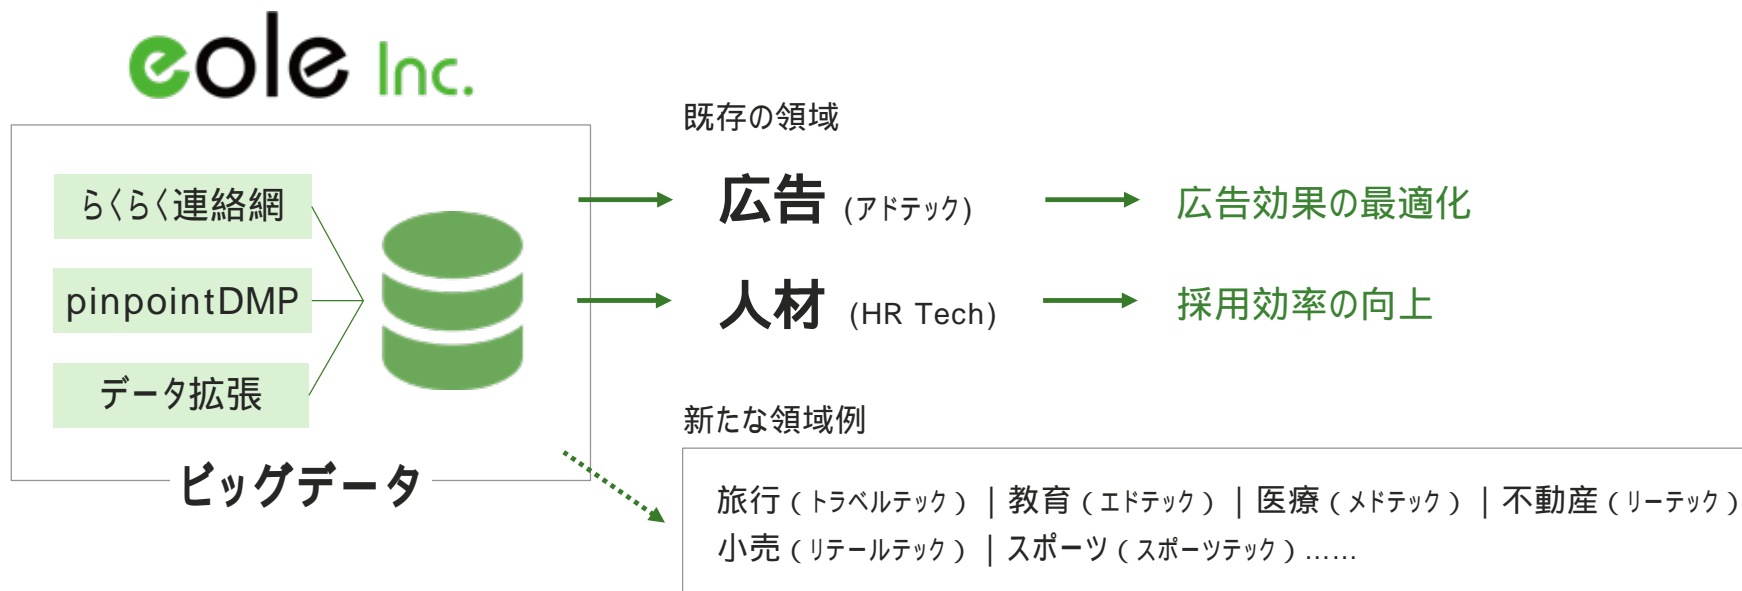 eole Inc.
らくらく連絡網
pinpointDMP
データ拡張
ビッグデータ
既存の領域
広告 (アドテック)
広告効果の最適化
人材 (HR Tech)
採用効率の向上
新たな領域例
旅行（トラベルテック）｜教育（エドテック）｜医療（メドテック）｜不動産（リーテック）
小売（リテールテック）｜スポーツ（スポーツテック）……